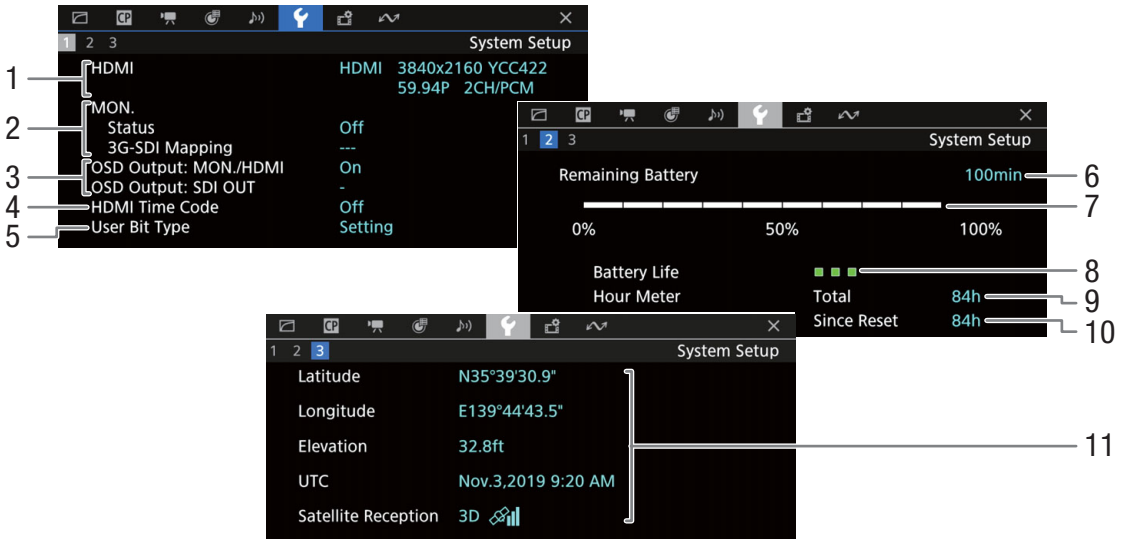 CP
1 2 3 System Setup
1 HDMI HDMI 3840x2160 YCC422
59.94P 2CH/PCM
2 MON.
Status Off
3G-SDI Mapping ---
3 OSD Output: MON./HDMI On
OSD Output: SDI OUT -
4 HDMI Time Code Off
5 User Bit Type Setting
CP
1 2 3 System Setup
Remaining Battery 100min 6
7
0% 50% 100%
Battery Life 8
Hour Meter Total 84h 9
Since Reset 84h 10
CP
1 2 3 System Setup
Latitude N35°39'30.9"
Longitude E139°44'43.5"
Elevation 32.8ft 11
UTC Nov.3,2019 9:20 AM
Satellite Reception 3D